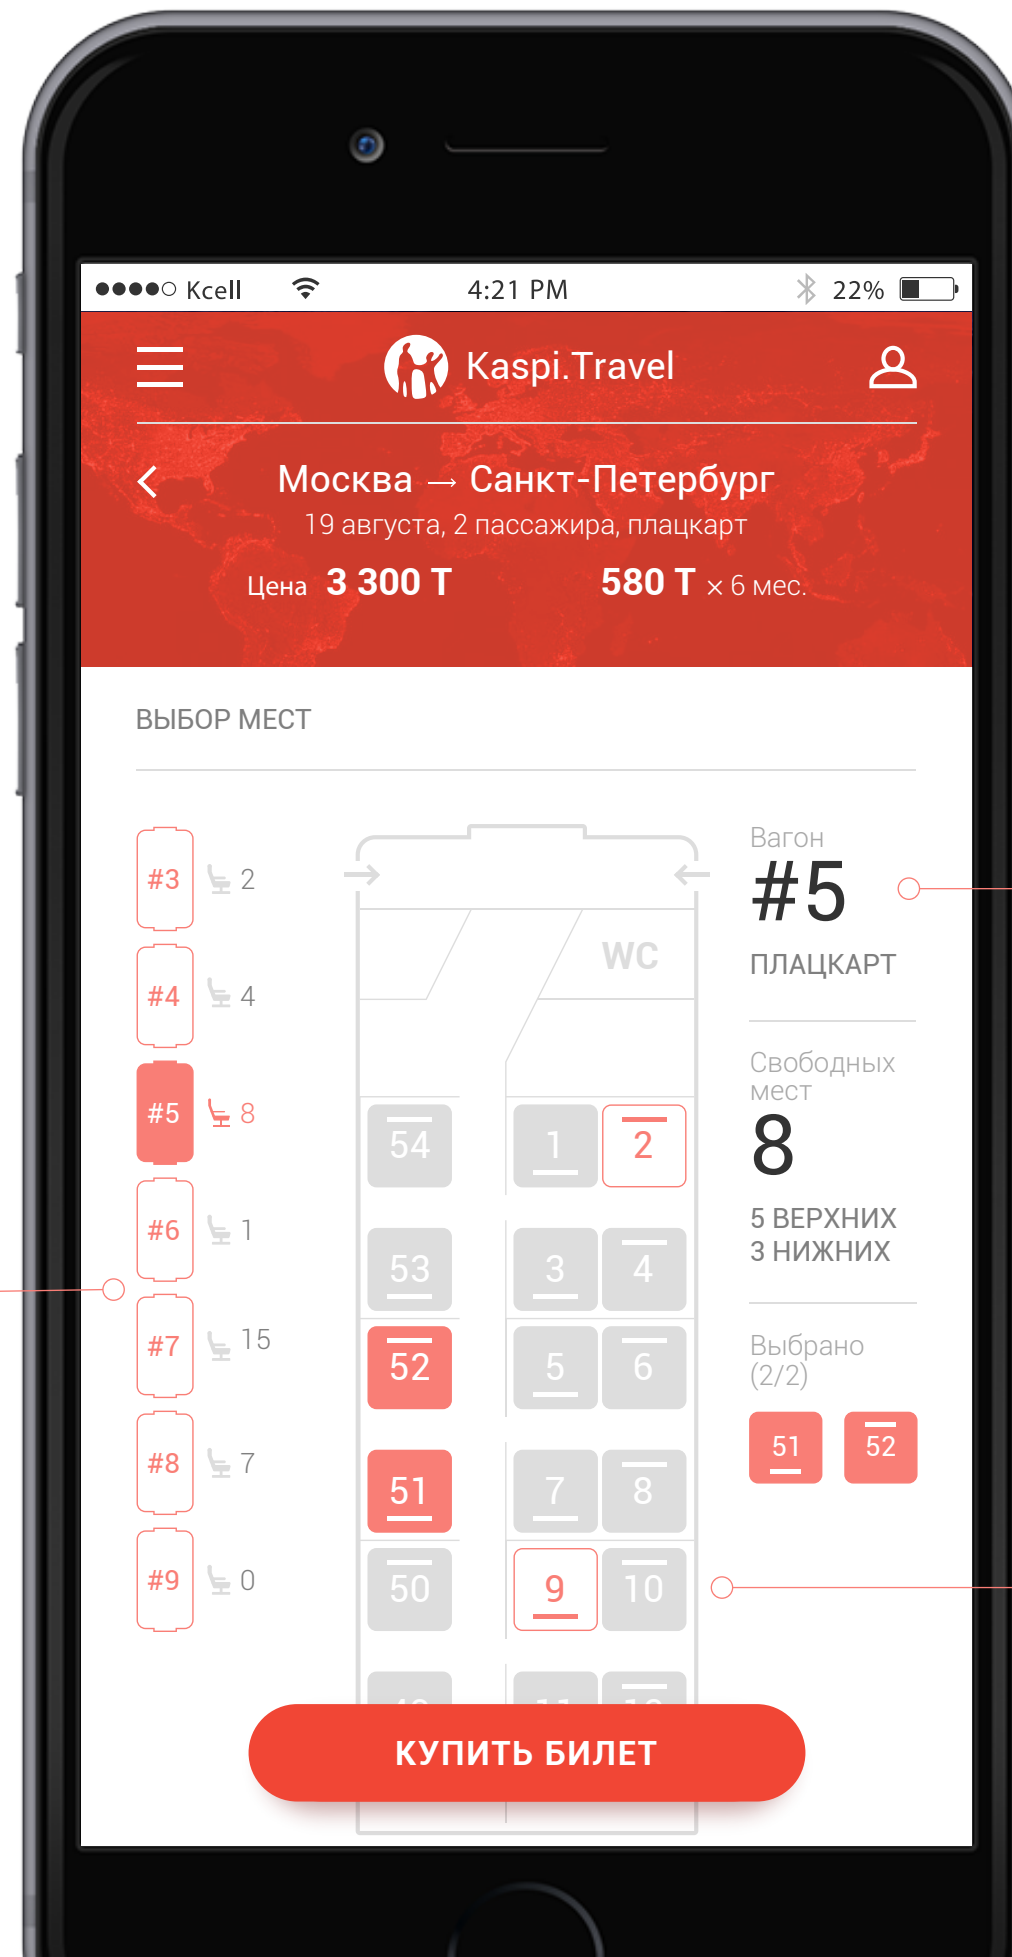 Kcell
4:21 PM
22%
Kaspi.Travel
Москва → Санкт-Петербург
19 августа, 2 пассажира, плацкарт
Цена 3 300 Т
580 Т × 6 мес.
ВЫБОР МЕСТ
#3 2
#4 4
#5 8
#6 1
#7 15
#8 7
#9 0
WC
54 1 2
53 3 4
52 5 6
51 7 8
50 9 10
Вагон
#5
ПЛАЦКАРТ
Свободных
мест
8
5 ВЕРХНИХ
3 НИЖНИХ
Выбрано
(2/2)
51 52
КУПИТЬ БИЛЕТ